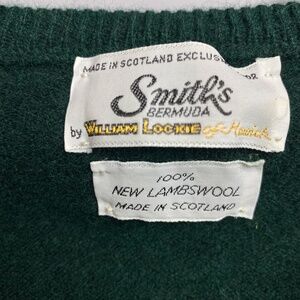 MADE IN SCOTLAND EXCLUSIVELY FOR
Smith's
BERMUDA
by WILLIAM LOCKIE of Hawick
100%
NEW LAMBSWOOL
MADE IN SCOTLAND